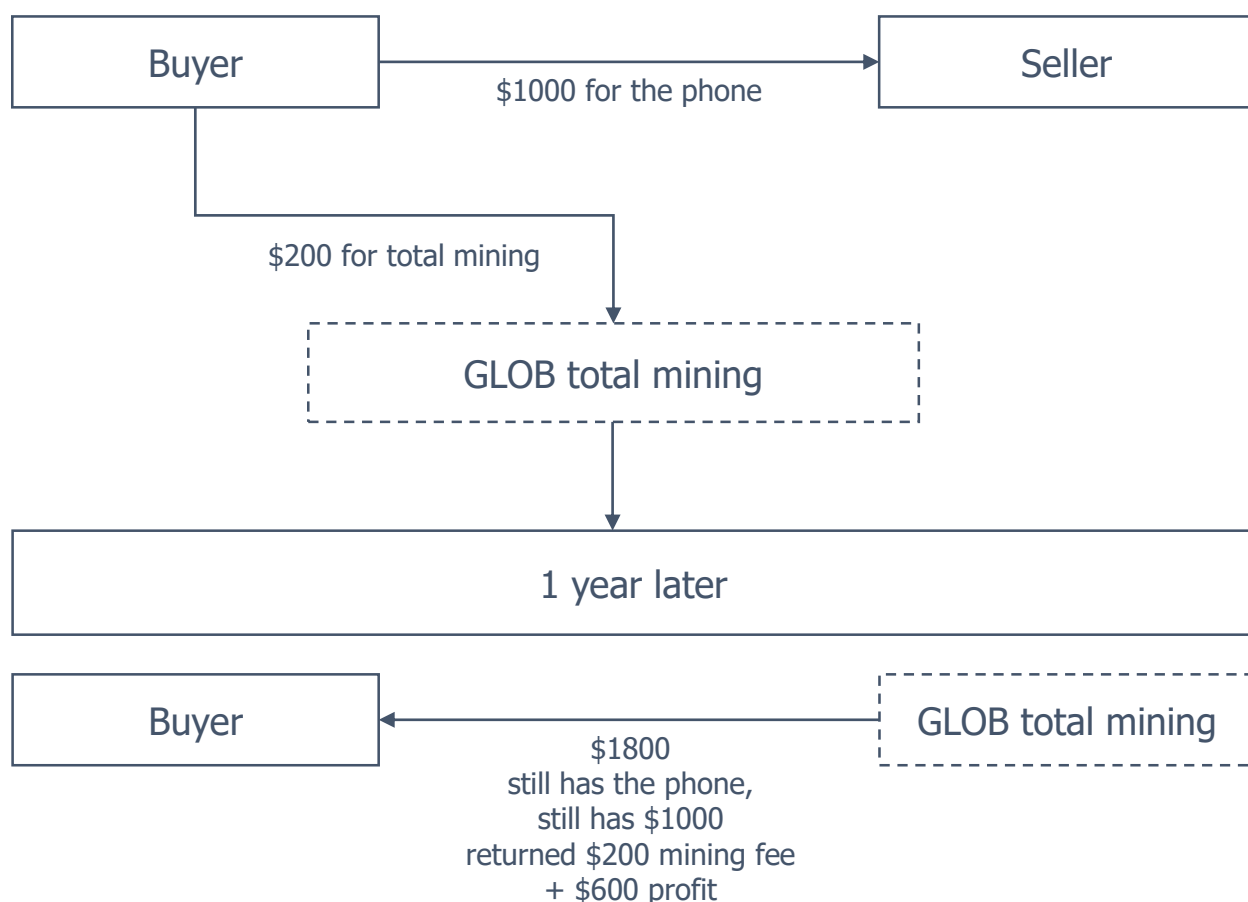 Buyer
Seller
$1000 for the phone
$200 for total mining
GLOB total mining
1 year later
Buyer
GLOB total mining
$1800
still has the phone,
still has $1000
returned $200 mining fee
+ $600 profit